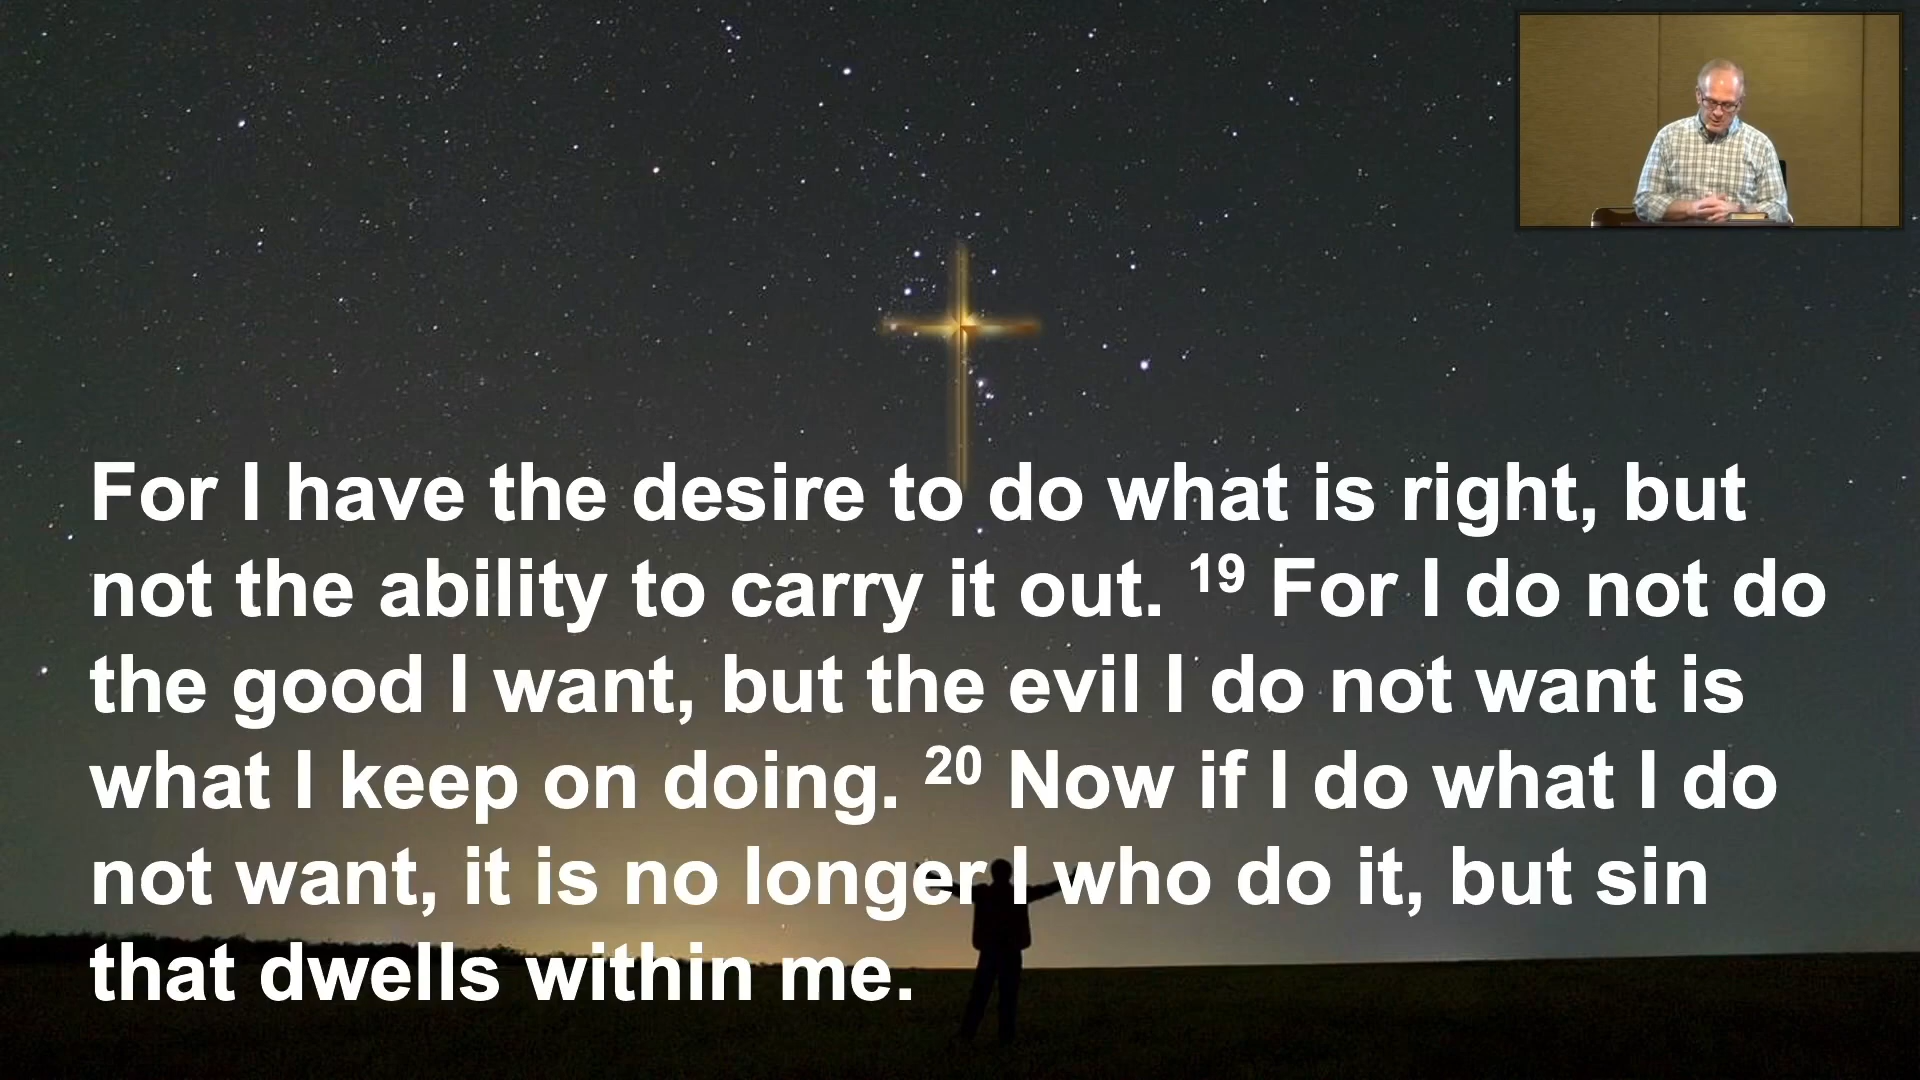 For I have the desire to do what is right, but
not the ability to carry it out. 19 For I do not do
the good I want, but the evil I do not want is
what I keep on doing. 20 Now if I do what I do
not want, it is no longer I who do it, but sin
that dwells within me.